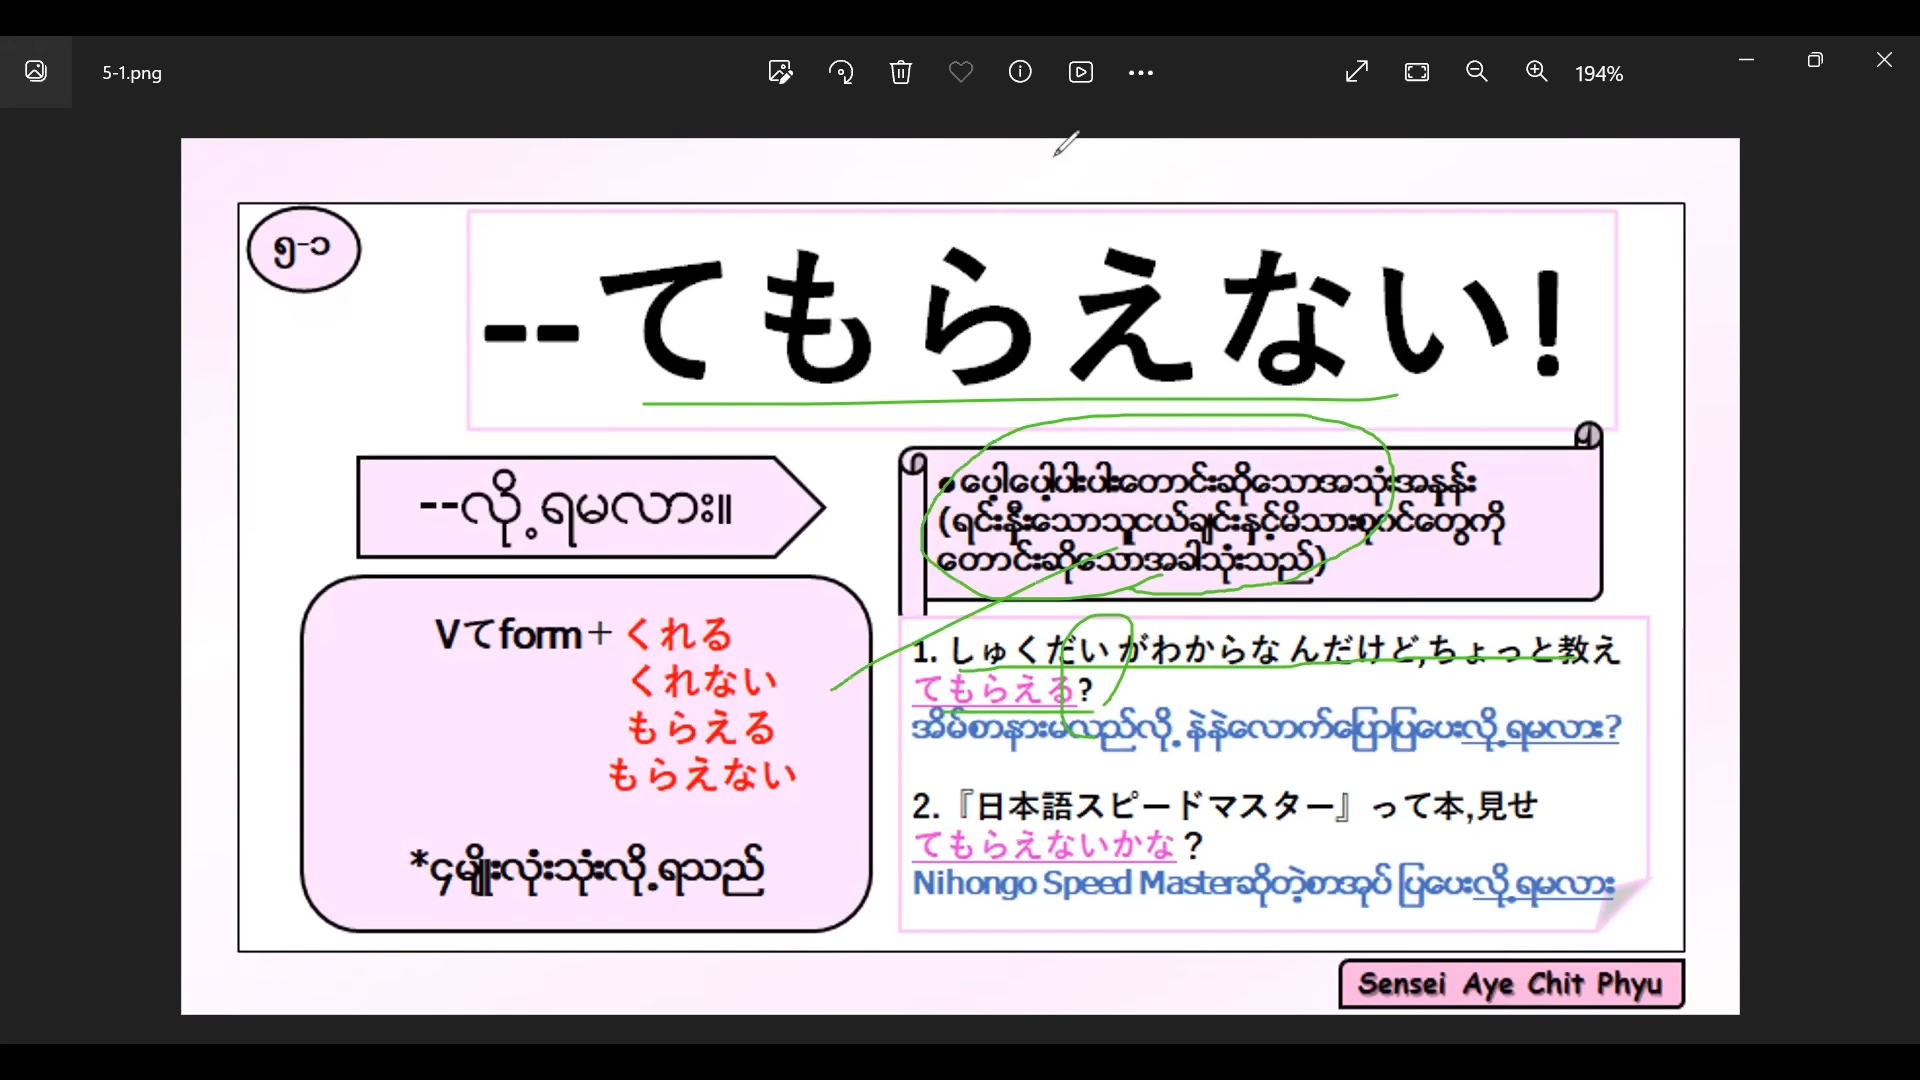 5-1.png
194%
၅-၁
--てもらえない!
--လို့ရမလား။
• ပေါ့ပေါ့ပါးပါးတောင်းဆိုသောအသုံးအနှုန်း
(ရင်းနှီးသောသူငယ်ချင်းနှင့်မိသားစုဝင်တွေကို
တောင်းဆိုသောအခါသုံးသည်)
Vてform+ くれる
くれない
もらえる
もらえない
*၄မျိုးလုံးသုံးလို့ရသည်
1. しゅくだいがわからなんだけど,ちょっと教え
てもらえる?
အိမ်စာနားမလည်လို့ နဲနဲလောက်ပြောပြပေးလို့ရမလား?
2.『日本語スピードマスター』って本,見せ
てもらえないかな？
Nihongo Speed Masterဆိုတဲ့စာအုပ် ပြပေးလို့ရမလား
Sensei Aye Chit Phyu